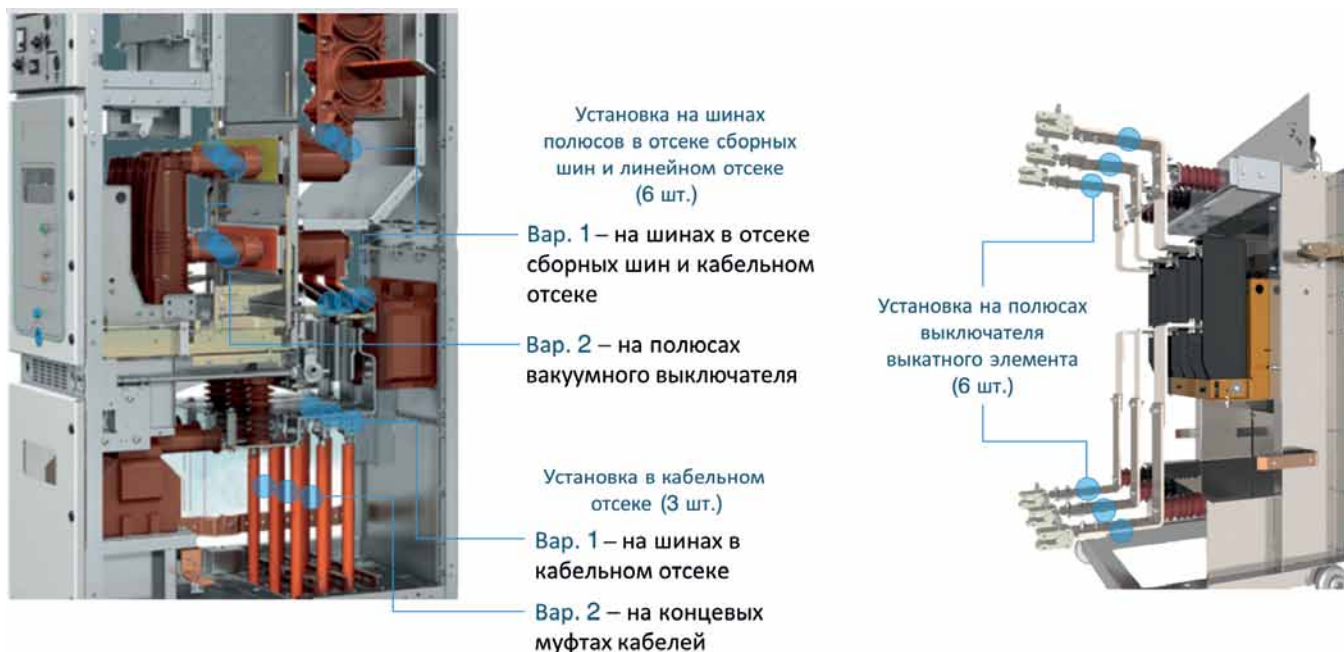 Установка на шинах
полюсов в отсеке сборных
шин и линейном отсеке
(6 шт.)
Вар. 1 – на шинах в отсеке
сборных шин и кабельном
отсеке
Вар. 2 – на полюсах
вакуумного выключателя
Установка в кабельном
отсеке (3 шт.)
Вар. 1 – на шинах в
кабельном отсеке
Вар. 2 – на концевых
муфтах кабелей
Установка на полюсах
выключателя
выкатного элемента
(6 шт.)